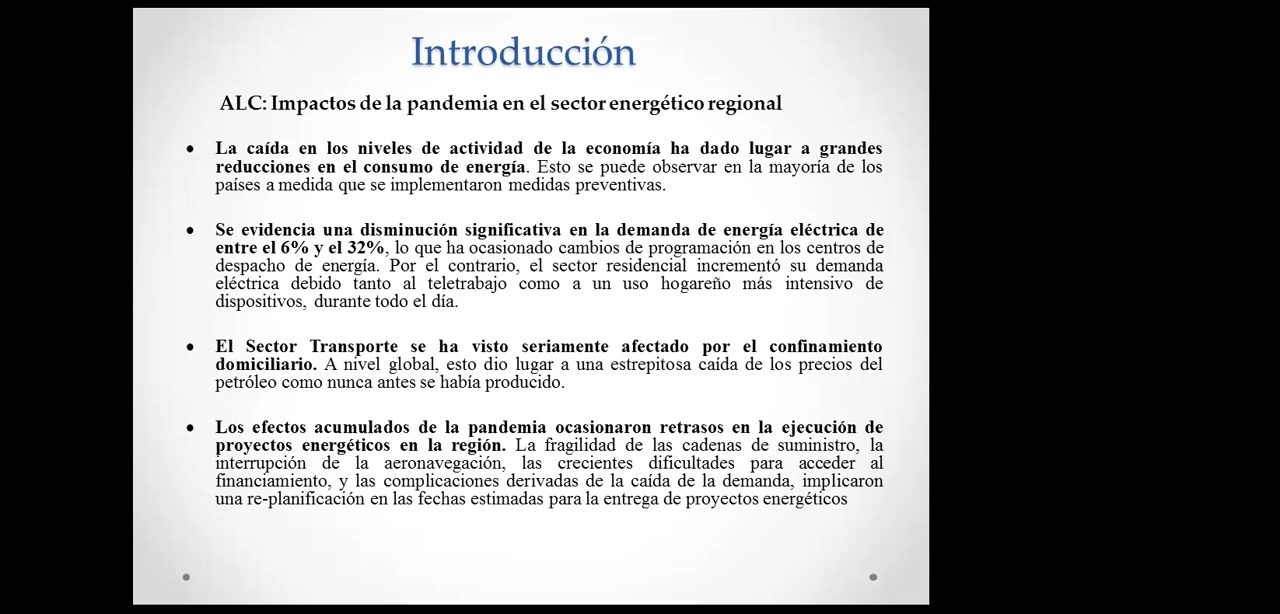 Introducción
ALC: Impactos de la pandemia en el sector energético regional
• La caída en los niveles de actividad de la economía ha dado lugar a grandes
reducciones en el consumo de energía. Esto se puede observar en la mayoría de los
países a medida que se implementaron medidas preventivas.
• Se evidencia una disminución significativa en la demanda de energía eléctrica de
entre el 6% y el 32%, lo que ha ocasionado cambios de programación en los centros de
despacho de energía. Por el contrario, el sector residencial incrementó su demanda
eléctrica debido tanto al teletrabajo como a un uso hogareño más intensivo de
dispositivos, durante todo el día.
• El Sector Transporte se ha visto seriamente afectado por el confinamiento
domiciliario. A nivel global, esto dio lugar a una estrepitosa caída de los precios del
petróleo como nunca antes se había producido.
• Los efectos acumulados de la pandemia ocasionaron retrasos en la ejecución de
proyectos energéticos en la región. La fragilidad de las cadenas de suministro, la
interrupción de la aeronavegación, las crecientes dificultades para acceder al
financiamiento, y las complicaciones derivadas de la caída de la demanda, implicaron
una re-planificación en las fechas estimadas para la entrega de proyectos energéticos